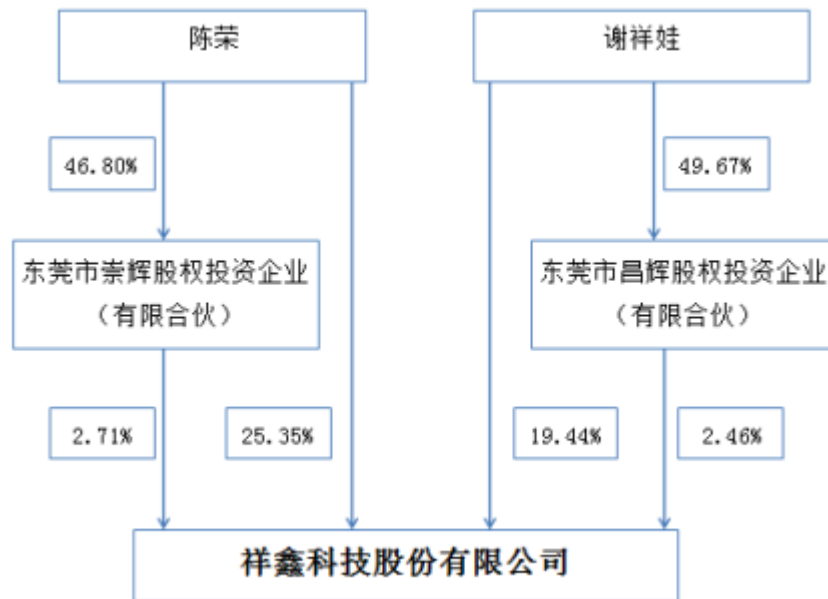 陈荣
谢祥娃
46.80%
49.67%
东莞市崇辉股权投资企业
（有限合伙）
东莞市昌辉股权投资企业
（有限合伙）
2.71%
25.35%
19.44%
2.46%
祥鑫科技股份有限公司